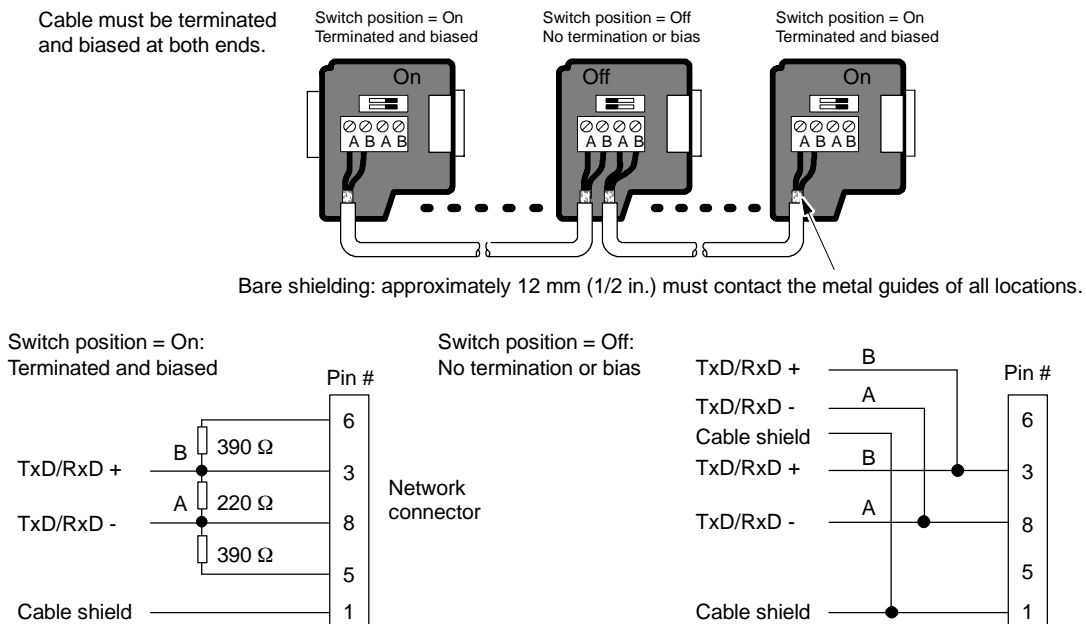 Cable must be terminated
and biased at both ends.
Switch position = On
Terminated and biased
Switch position = Off
No termination or bias
Switch position = On
Terminated and biased
On
Off
On
A B A B
A B A B
A B A B
Bare shielding: approximately 12 mm (1/2 in.) must contact the metal guides of all locations.
Switch position = On:
Terminated and biased
Pin #
6
390 Ω
B
TxD/RxD +
3
220 Ω
A
TxD/RxD -
8
390 Ω
5
Cable shield
1
Network
connector
Switch position = Off:
No termination or bias
Pin #
TxD/RxD +
B
TxD/RxD -
A
6
Cable shield
TxD/RxD +
B
3
TxD/RxD -
A
8
5
Cable shield
1